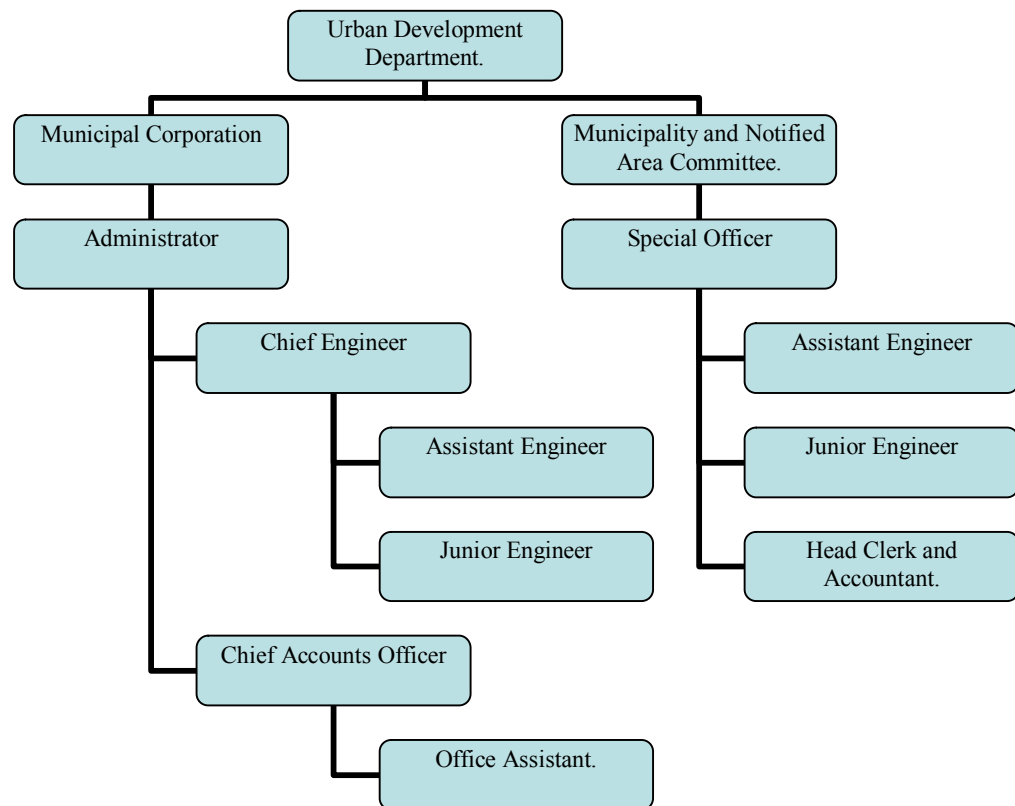 Urban Development
Department.
Municipal Corporation
Municipality and Notified
Area Committee.
Administrator
Special Officer
Chief Engineer
Assistant Engineer
Assistant Engineer
Junior Engineer
Junior Engineer
Head Clerk and
Accountant.
Chief Accounts Officer
Office Assistant.